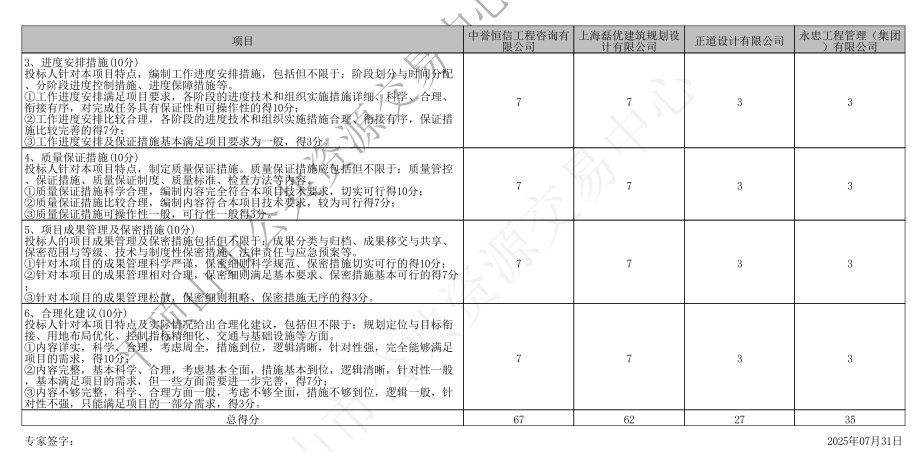 项目 中誉恒信工程咨询有限公司 上海磊优建筑规划设计有限公司 正道设计有限公司 永忠工程管理（集团）有限公司
3、进度安排措施(10分)
投标人针对本项目特点，编制工作进度安排措施，包括但不限于：阶段划分与时间分配
、分阶段进度控制措施、进度保障措施等。
①工作进度安排满足项目要求，各阶段的进度技术和组织实施措施详细、科学、合理、
衔接有序，对完成任务具有保证性和可操作性的得10分；
②工作进度安排比较合理，各阶段的进度技术和组织实施措施合理、衔接有序，保证措
施比较完善的得7分；
③工作进度安排及保证措施基本满足项目要求为一般，得3分。
7 7 3 3
4、质量保证措施(10分)
投标人针对本项目特点，制定质量保证措施。质量保证措施应包括但不限于：质量管控
、保证措施、质量保证制度、质量标准、检查方法等内容。
①质量保证措施科学合理，编制内容完全符合本项目技术要求，切实可行得10分；
②质量保证措施比较合理，编制内容符合本项目技术要求，较为可行得7分；
③质量保证措施可操作性一般，可行性一般得3分。
7 7 3 3
5、项目成果管理及保密措施(10分)
投标人的项目成果管理及保密措施包括但不限于：成果分类与归档、成果移交与共享、
保密范围与等级、技术与制度性保密措施、法律责任与应急预案等。
①针对本项目的成果管理科学严谨，保密细则科学规范、保密措施切实可行的得10分；
②针对本项目的成果管理相对合理，保密细则满足基本要求、保密措施基本可行的得7分
；
③针对本项目的成果管理松散，保密细则粗略、保密措施无序的得3分。
7 7 3 3
6、合理化建议(10分)
投标人针对本项目特点及实际情况给出合理化建议，包括但不限于：规划定位与目标衔
接、用地布局优化、控制指标精细化、交通与基础设施等方面。
①内容详实，科学、合理，考虑周全，措施到位，逻辑清晰，针对性强，完全能够满足
项目的需求，得10分；
②内容完整，基本科学、合理，考虑基本全面，措施基本到位，逻辑清晰，针对性一般
，基本满足项目的需求，但一些方面需要进一步完善，得7分；
③内容不够完整，科学、合理方面一般，考虑不够全面，措施不够到位，逻辑一般，针
对性不强，只能满足项目的一部分需求，得3分。
7 7 3 3
总得分 67 62 27 35
专家签字： 2025年07月31日
平顶山市公共资源交易中心
山市公共资源交易中心